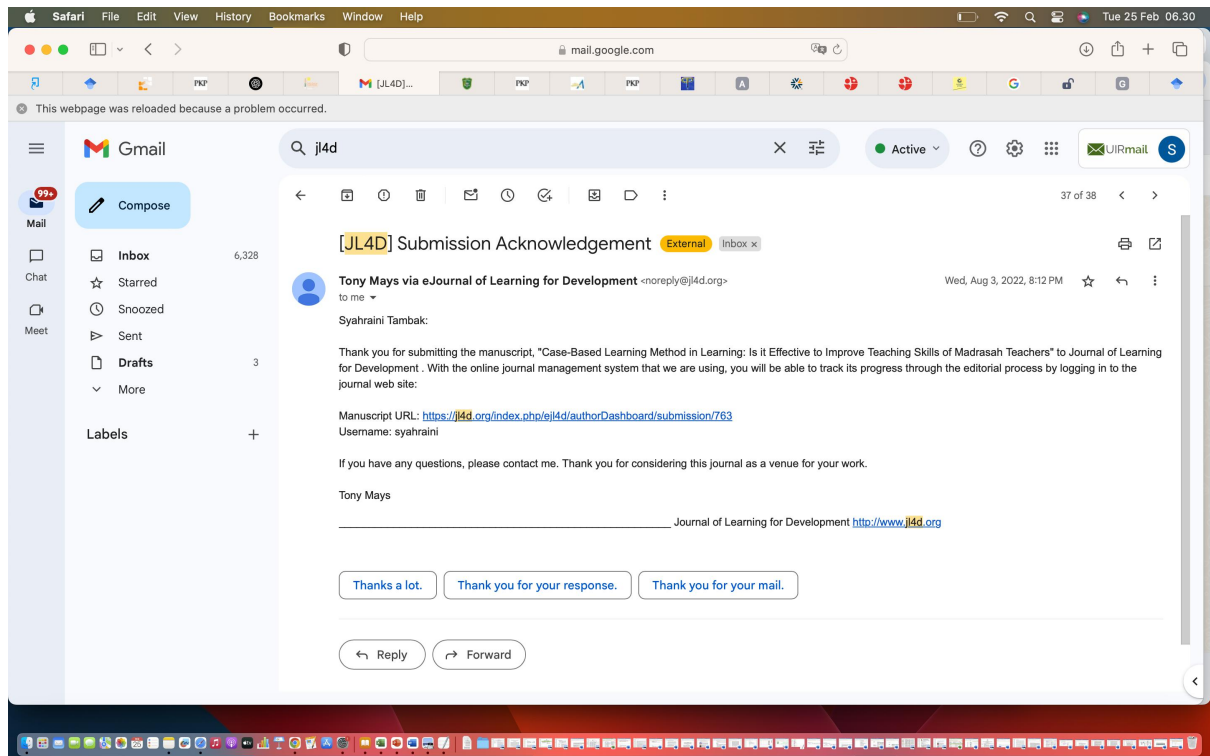 Safari File Edit View History Bookmarks Window Help Tue 25 Feb 06.30
mail.google.com
PKP [JL4D]... PKP PKP A G G
This webpage was reloaded because a problem occurred.
Gmail jl4d Active UIRmail S
99+
Mail
Chat
Meet
Compose
Inbox 6,328
Starred
Snoozed
Sent
Drafts 3
More
Labels
37 of 38
[JL4D] Submission Acknowledgement External Inbox x
Tony Mays via eJournal of Learning for Development <noreply@jl4d.org> Wed, Aug 3, 2022, 8:12 PM
to me
Syahraini Tambak:
Thank you for submitting the manuscript, "Case-Based Learning Method in Learning: Is it Effective to Improve Teaching Skills of Madrasah Teachers" to Journal of Learning
for Development . With the online journal management system that we are using, you will be able to track its progress through the editorial process by logging in to the
journal web site:
Manuscript URL: https://jl4d.org/index.php/ejl4d/authorDashboard/submission/763
Username: syahraini
If you have any questions, please contact me. Thank you for considering this journal as a venue for your work.
Tony Mays
Journal of Learning for Development http://www.jl4d.org
Thanks a lot.
Thank you for your response.
Thank you for your mail.
Reply
Forward